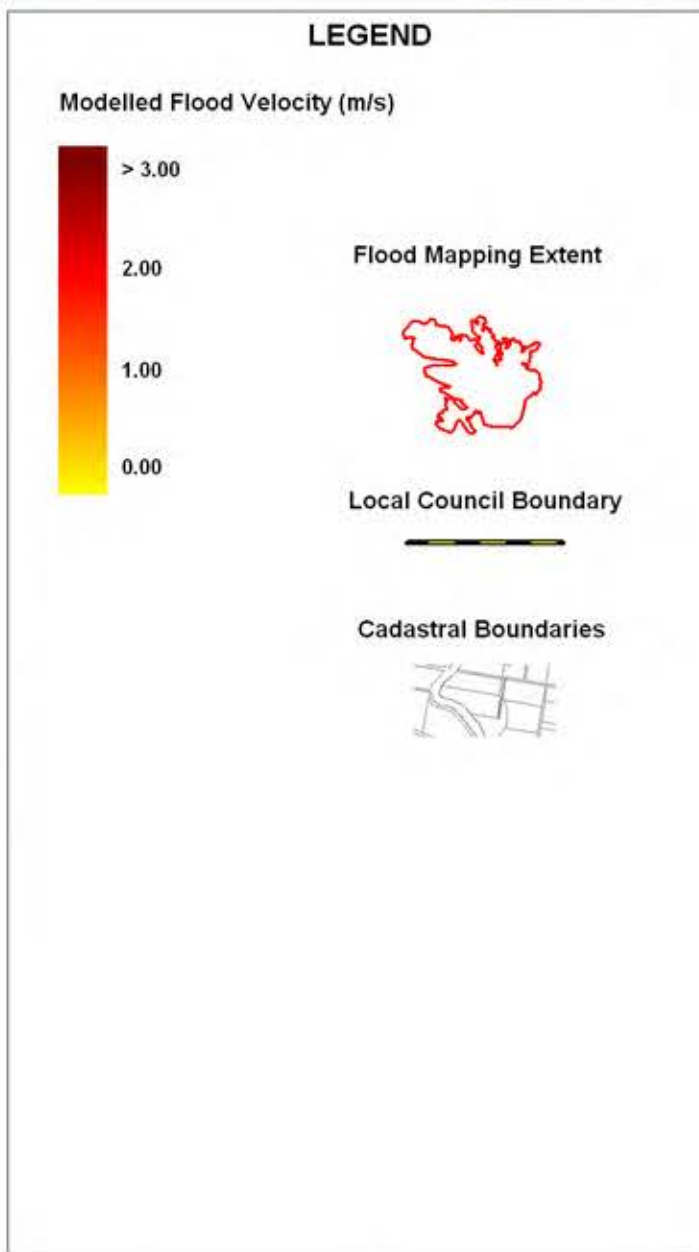 LEGEND
Modelled Flood Velocity (m/s)
> 3.00
2.00
1.00
0.00
Flood Mapping Extent
Local Council Boundary
Cadastral Boundaries